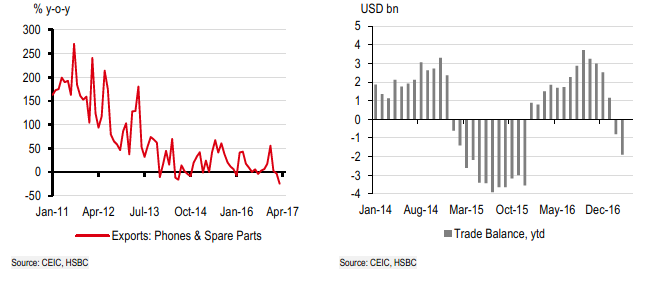 % y-o-y
300
250
200
150
100
50
0
-50
Jan-11 Apr-12 Jul-13 Oct-14 Jan-16 Apr-17
Exports: Phones & Spare Parts
Source: CEIC, HSBC
USD bn
5
4
3
2
1
0
-1
-2
-3
-4
Jan-14 Aug-14 Mar-15 Oct-15 May-16 Dec-16
Trade Balance, ytd
Source: CEIC, HSBC